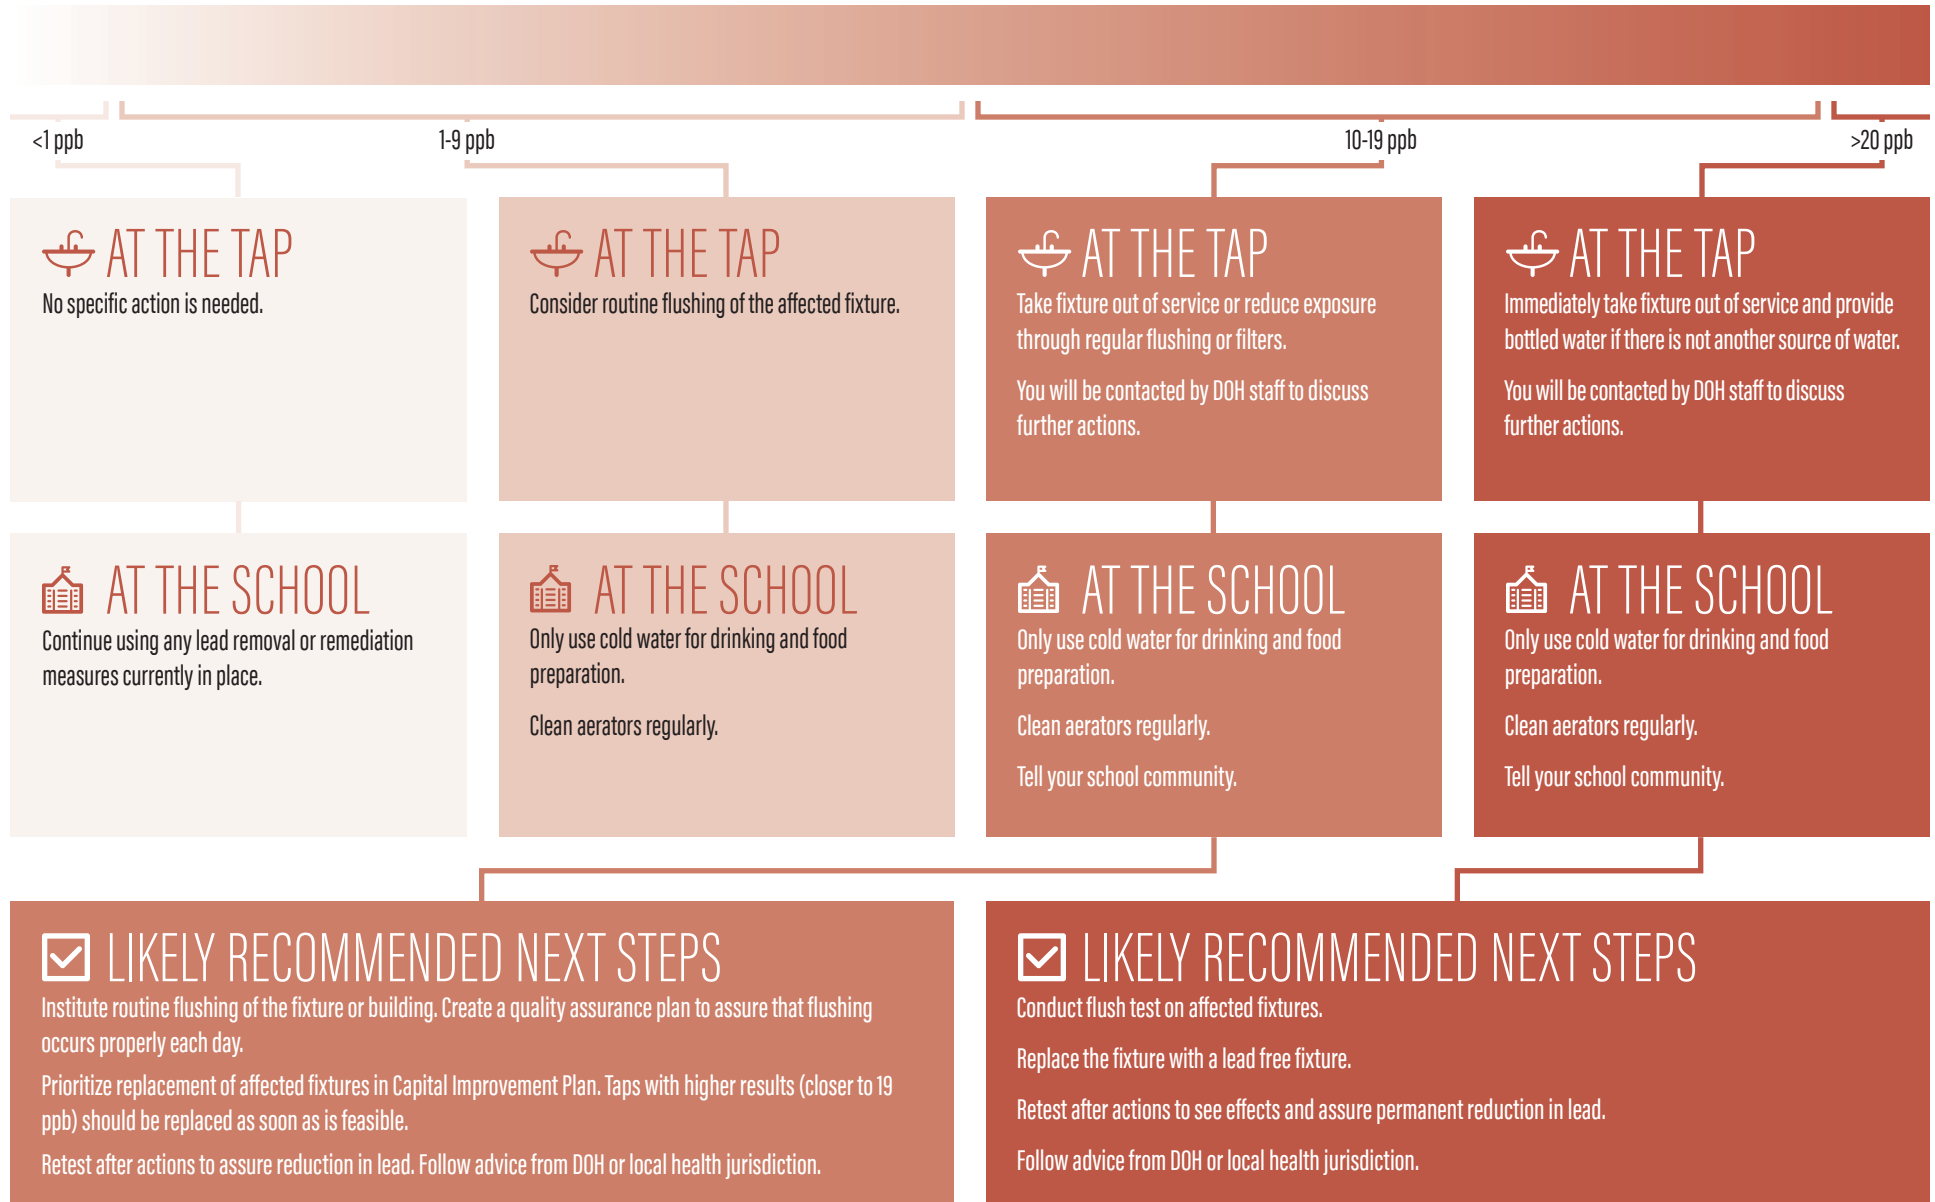 <1 ppb
1-9 ppb
10-19 ppb
>20 ppb
AT THE TAP
No specific action is needed.
AT THE TAP
Consider routine flushing of the affected fixture.
AT THE TAP
Take fixture out of service or reduce exposure
through regular flushing or filters.
You will be contacted by DOH staff to discuss
further actions.
AT THE TAP
Immediately take fixture out of service and provide
bottled water if there is not another source of water.
You will be contacted by DOH staff to discuss
further actions.
AT THE SCHOOL
Continue using any lead removal or remediation
measures currently in place.
AT THE SCHOOL
Only use cold water for drinking and food
preparation.
Clean aerators regularly.
AT THE SCHOOL
Only use cold water for drinking and food
preparation.
Clean aerators regularly.
Tell your school community.
AT THE SCHOOL
Only use cold water for drinking and food
preparation.
Clean aerators regularly.
Tell your school community.
LIKELY RECOMMENDED NEXT STEPS
Institute routine flushing of the fixture or building. Create a quality assurance plan to assure that flushing
occurs properly each day.
Prioritize replacement of affected fixtures in Capital Improvement Plan. Taps with higher results (closer to 19
ppb) should be replaced as soon as is feasible.
Retest after actions to assure reduction in lead. Follow advice from DOH or local health jurisdiction.
LIKELY RECOMMENDED NEXT STEPS
Conduct flush test on affected fixtures.
Replace the fixture with a lead free fixture.
Retest after actions to see effects and assure permanent reduction in lead.
Follow advice from DOH or local health jurisdiction.